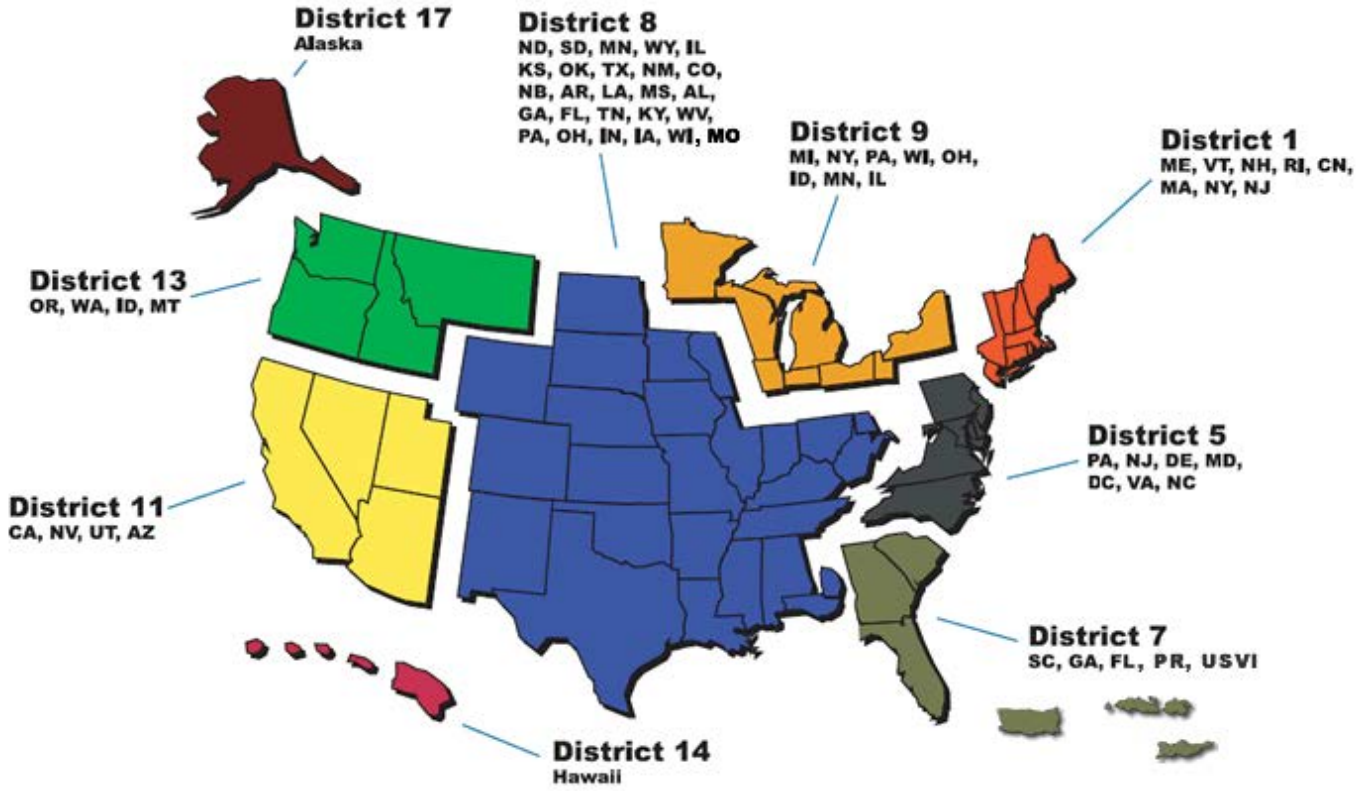 District 17
Alaska
District 8
ND, SD, MN, WY, IL
KS, OK, TX, NM, CO,
NB, AR, LA, MS, AL,
GA, FL, TN, KY, WV,
PA, OH, IN, IA, WI, MO
District 9
MI, NY, PA, WI, OH,
ID, MN, IL
District 1
ME, VT, NH, RI, CN,
MA, NY, NJ
District 13
OR, WA, ID, MT
District 5
PA, NJ, DE, MD,
DC, VA, NC
District 11
CA, NV, UT, AZ
District 7
SC, GA, FL, PR, USVI
District 14
Hawaii